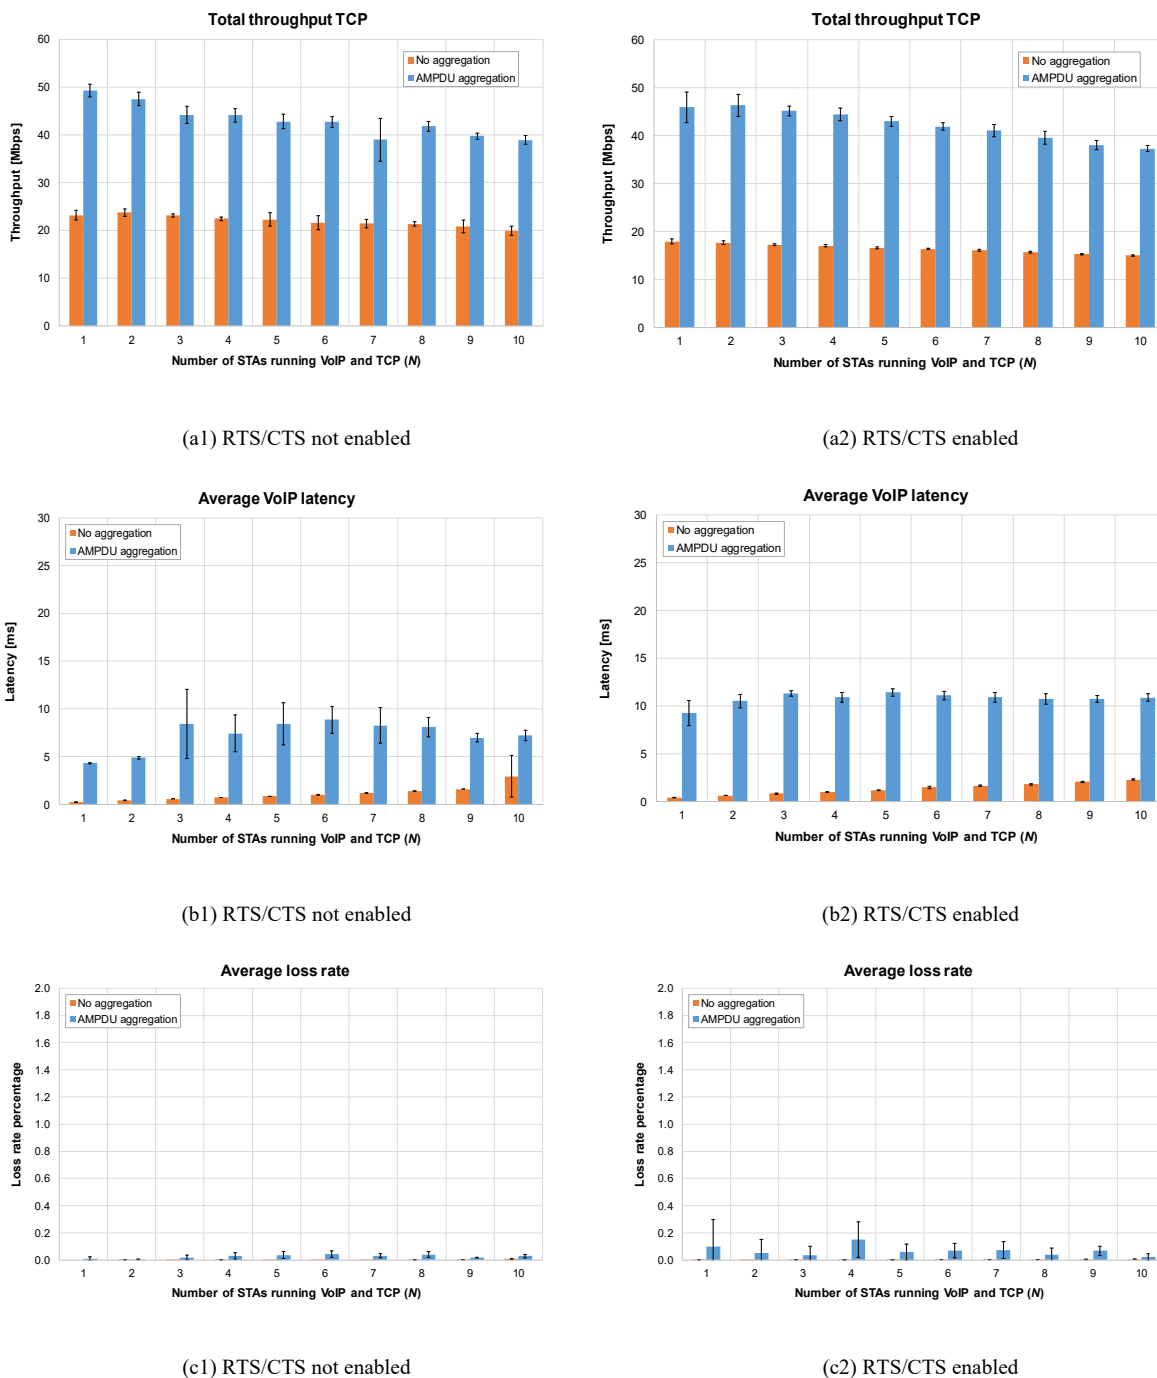 Total throughput TCP
60
50
40
30
20
10
0
Throughput [Mbps]
No aggregation
AMPDU aggregation
1 2 3 4 5 6 7 8 9 10
Number of STAs running VoIP and TCP (N)
(a1) RTS/CTS not enabled
Total throughput TCP
60
50
40
30
20
10
0
Throughput [Mbps]
No aggregation
AMPDU aggregation
1 2 3 4 5 6 7 8 9 10
Number of STAs running VoIP and TCP (N)
(a2) RTS/CTS enabled
Average VoIP latency
30
25
20
15
10
5
0
Latency [ms]
No aggregation
AMPDU aggregation
1 2 3 4 5 6 7 8 9 10
Number of STAs running VoIP and TCP (N)
(b1) RTS/CTS not enabled
Average VoIP latency
30
25
20
15
10
5
0
Latency [ms]
No aggregation
AMPDU aggregation
1 2 3 4 5 6 7 8 9 10
Number of STAs running VoIP and TCP (N)
(b2) RTS/CTS enabled
Average loss rate
2.0
1.8
1.6
1.4
1.2
1.0
0.8
0.6
0.4
0.2
0.0
Loss rate percentage
No aggregation
AMPDU aggregation
1 2 3 4 5 6 7 8 9 10
Number of STAs running VoIP and TCP (N)
(c1) RTS/CTS not enabled
Average loss rate
2.0
1.8
1.6
1.4
1.2
1.0
0.8
0.6
0.4
0.2
0.0
Loss rate percentage
No aggregation
AMPDU aggregation
1 2 3 4 5 6 7 8 9 10
Number of STAs running VoIP and TCP (N)
(c2) RTS/CTS enabled